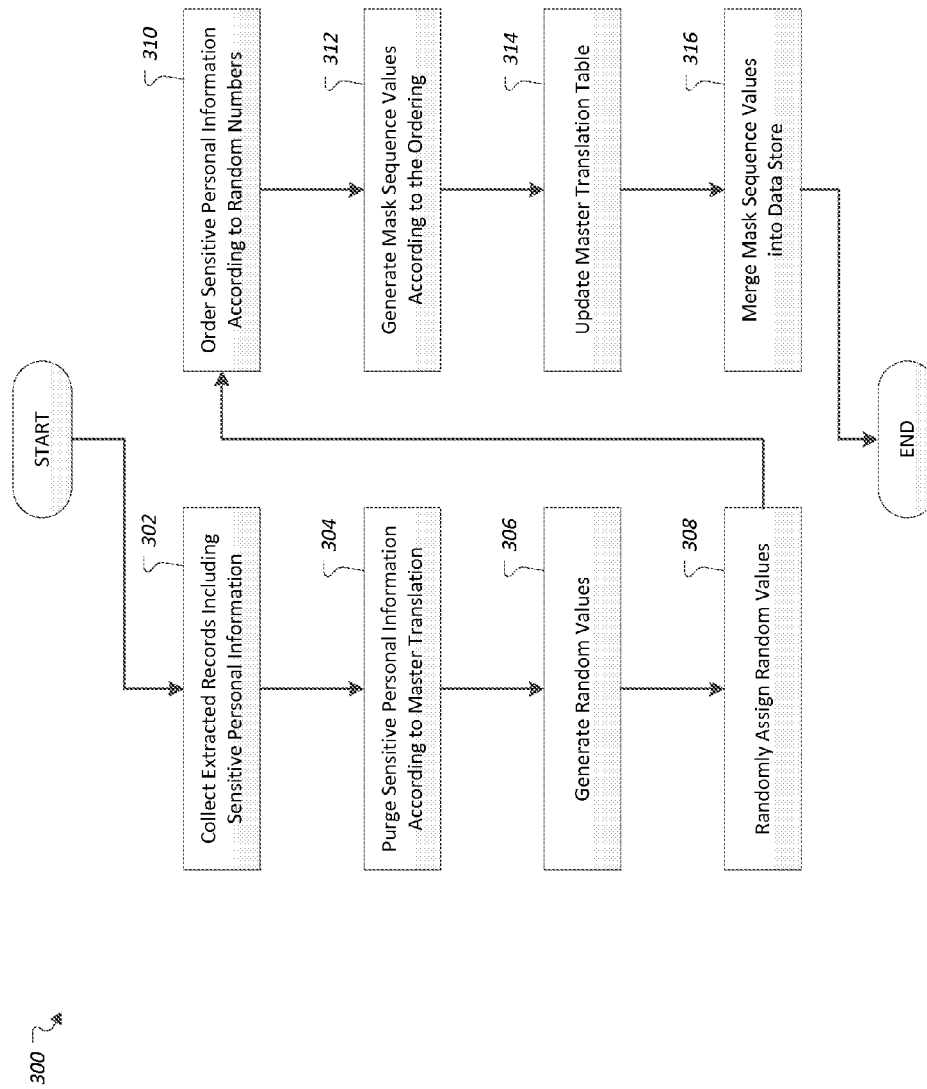 300
START
302
Collect Extracted Records Including
Sensitive Personal Information
304
Purge Sensitive Personal Information
According to Master Translation
306
Generate Random Values
308
Randomly Assign Random Values
310
Order Sensitive Personal Information
According to Random Numbers
312
Generate Mask Sequence Values
According to the Ordering
314
Update Master Translation Table
316
Merge Mask Sequence Values
into Data Store
END